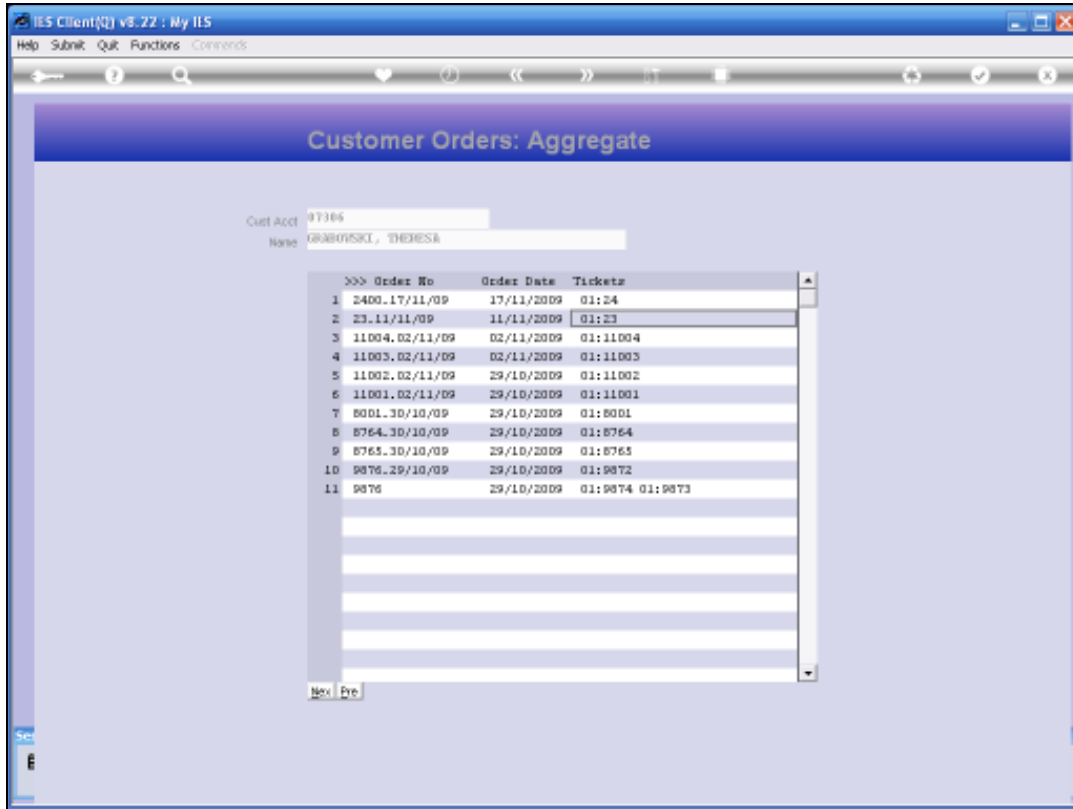 IES Client(Q) v8.22 : My IES
Help Submit Quit Functions Commands
Customer Orders: Aggregate
Cust Acct 07306
Name GRABOWSKI, THERESA
>>> Order No Order Date Tickets
1 2400.17/11/09 17/11/2009 01:24
2 23.11/11/09 11/11/2009 01:23
3 11004.02/11/09 02/11/2009 01:11004
4 11003.02/11/09 02/11/2009 01:11003
5 11002.02/11/09 29/10/2009 01:11002
6 11001.02/11/09 29/10/2009 01:11001
7 8001.30/10/09 29/10/2009 01:8001
8 8764.30/10/09 29/10/2009 01:8764
9 8765.30/10/09 29/10/2009 01:8765
10 9876.29/10/09 29/10/2009 01:9872
11 9876 29/10/2009 01:9874 01:9873
Nex Pre